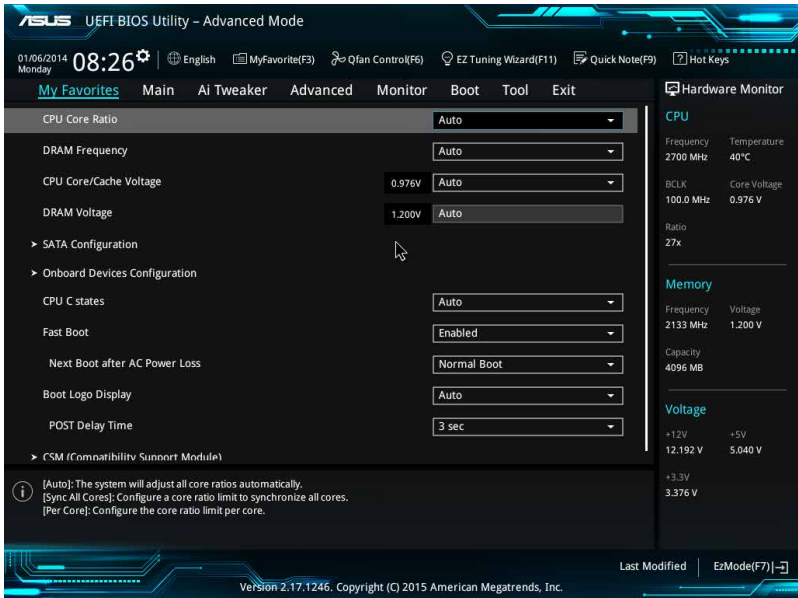 ASUS UEFI BIOS Utility – Advanced Mode
01/06/2014
Monday
08:26
English
MyFavorite(F3)
Qfan Control(F6)
EZ Tuning Wizard(F11)
Quick Note(F9)
? Hot Keys
My Favorites Main Ai Tweaker Advanced Monitor Boot Tool Exit
CPU Core Ratio Auto
DRAM Frequency Auto
CPU Core/Cache Voltage 0.976V Auto
DRAM Voltage 1.200V Auto
> SATA Configuration
> Onboard Devices Configuration
CPU C states Auto
Fast Boot Enabled
Next Boot after AC Power Loss Normal Boot
Boot Logo Display Auto
POST Delay Time 3 sec
> CSM (Compatibility Support Module)
[Auto]: The system will adjust all core ratios automatically.
[Sync All Cores]: Configure a core ratio limit to synchronize all cores.
[Per Core]: Configure the core ratio limit per core.
Hardware Monitor
CPU
Frequency Temperature
2700 MHz 40°C
BCLK Core Voltage
100.0 MHz 0.976 V
Ratio
27x
Memory
Frequency Voltage
2133 MHz 1.200 V
Capacity
4096 MB
Voltage
+12V +5V
12.192 V 5.040 V
+3.3V
3.376 V
Last Modified
EzMode(F7)
Version 2.17.1246. Copyright (C) 2015 American Megatrends, Inc.